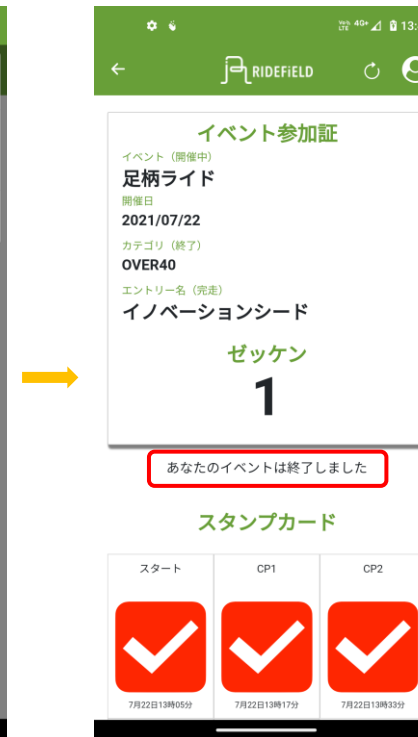 Vo) LTE 4G+ 13:
RIDEFiELD
イベント参加証
イベント（開催中）
足柄ライド
開催日
2021/07/22
カテゴリ（終了）
OVER40
エントリー名（完走）
イノベーションシード
ゼッケン
1
あなたのイベントは終了しました
スタンプカード
スタート CP1 CP2
7月22日13時05分 7月22日13時17分 7月22日13時33分